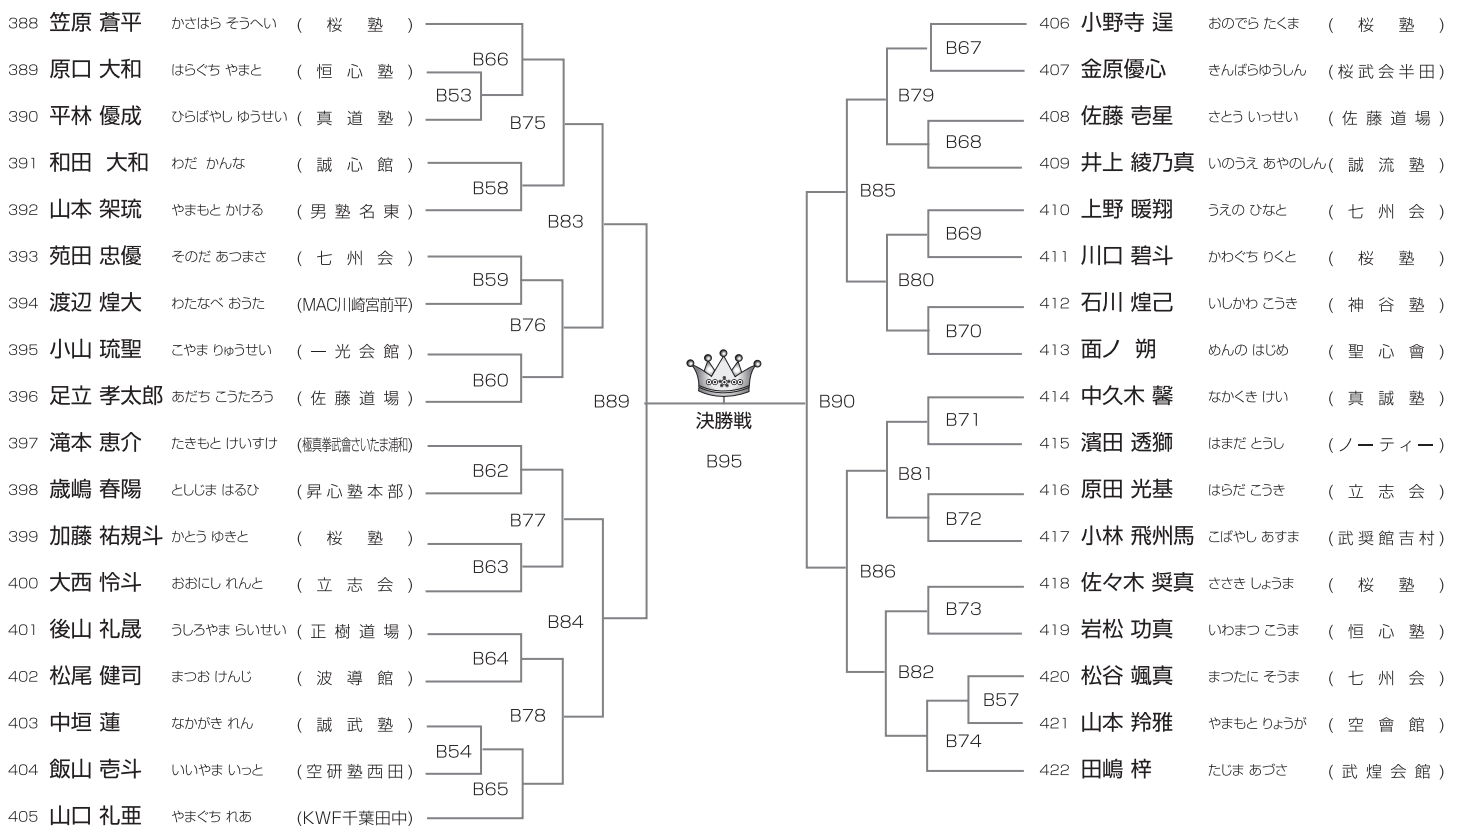 388 笠原 蒼平 かさはら そうへい ( 桜 塾 )
389 原口 大和 はらぐち やまと ( 恒 心 塾 )
390 平林 優成 ひらばやし ゆうせい ( 真 道 塾 )
391 和田 大和 わだ かんな ( 誠 心 館 )
392 山本 架琉 やまもと かける ( 男 塾 名 東 )
393 苑田 忠優 そのだ あつまさ ( 七 州 会 )
394 渡辺 煌大 わたなべ おうた (MAC川崎宮前平)
395 小山 琉聖 こやま りゅうせい ( 一 光 会 館 )
396 足立 孝太郎 あだち こうたろう ( 佐 藤 道 場 )
397 滝本 恵介 たきもと けいすけ (極真拳武會さいたま浦和)
398 歳嶋 春陽 としじま はるひ ( 昇 心 塾 本 部 )
399 加藤 祐規斗 かとう ゆきと ( 桜 塾 )
400 大西 怜斗 おおにし れんと ( 立 志 会 )
401 後山 礼晟 うしろやま らいせい ( 正 樹 道 場 )
402 松尾 健司 まつお けんじ ( 波 導 館 )
403 中垣 蓮 なかがき れん ( 誠 武 塾 )
404 飯山 壱斗 いいやま いっと ( 空 研 塾 西 田 )
405 山口 礼亜 やまぐち れあ (KWF千葉田中)
B66
B53
B75
B58
B83
B59
B76
B60
B89
B62
B77
B63
B84
B64
B78
B54
B65
決勝戦
B95
B67
B79
B68
B85
B69
B80
B70
B90
B71
B81
B72
B86
B73
B82
B57
B74
406 小野寺 逞 おのでら たくま ( 桜 塾 )
407 金原優心 きんばらゆうしん ( 桜 武 会 半 田 )
408 佐藤 壱星 さとう いっせい ( 佐 藤 道 場 )
409 井上 綾乃真 いのうえ あやのしん ( 誠 流 塾 )
410 上野 暖翔 うえの ひなと ( 七 州 会 )
411 川口 碧斗 かわぐち りくと ( 桜 塾 )
412 石川 煌己 いしかわ こうき ( 神 谷 塾 )
413 面ノ 朔 めんの はじめ ( 聖 心 會 )
414 中久木 馨 なかくき けい ( 真 誠 塾 )
415 濱田 透獅 はまだ とうし ( ノ ー ティ ー )
416 原田 光基 はらだ こうき ( 立 志 会 )
417 小林 飛州馬 こばやし あすま ( 武 奨 館 吉 村 )
418 佐々木 奨真 ささき しょうま ( 桜 塾 )
419 岩松 功真 いわまつ こうま ( 恒 心 塾 )
420 松谷 颯真 まつたに そうま ( 七 州 会 )
421 山本 羚雅 やまもと りょうが ( 空 會 館 )
422 田嶋 梓 たじま あづさ ( 武 煌 会 館 )